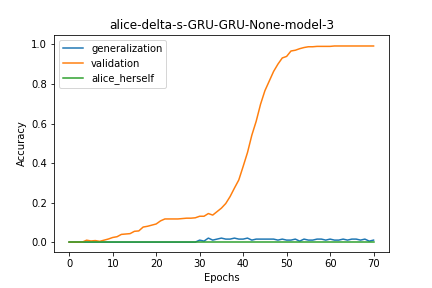 alice-delta-s-GRU-GRU-None-model-3
generalization
validation
alice_herself
1.0
0.8
0.6
0.4
0.2
0.0
Accuracy
0 10 20 30 40 50 60 70
Epochs